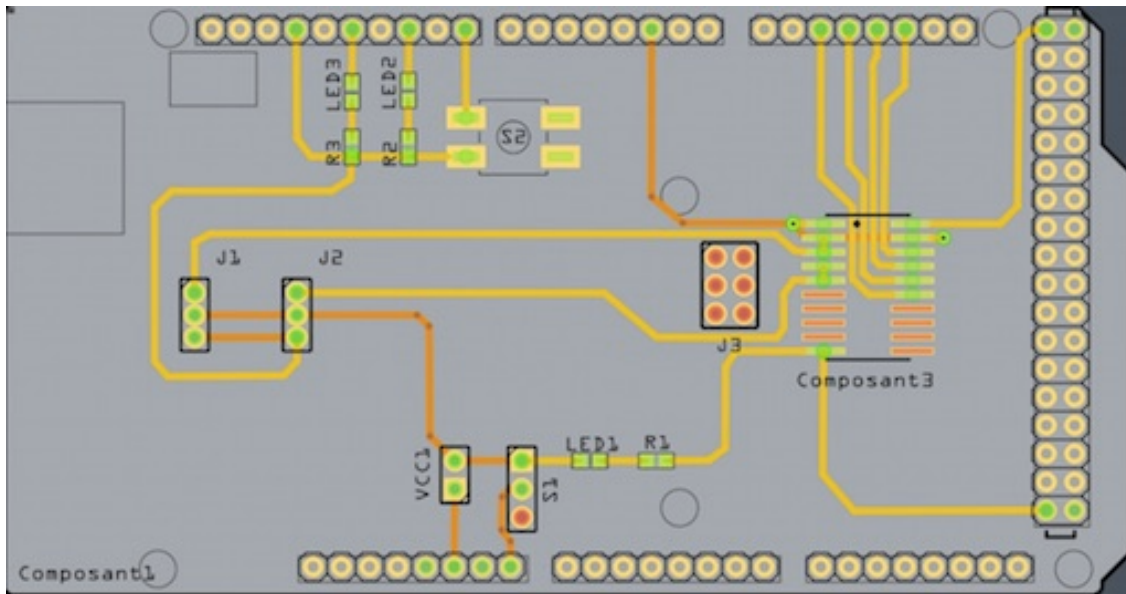 LED3
LED2
R3
R2
S2
J1
J2
J3
Composant3
LED1
R1
VCC1
S1
Composant1